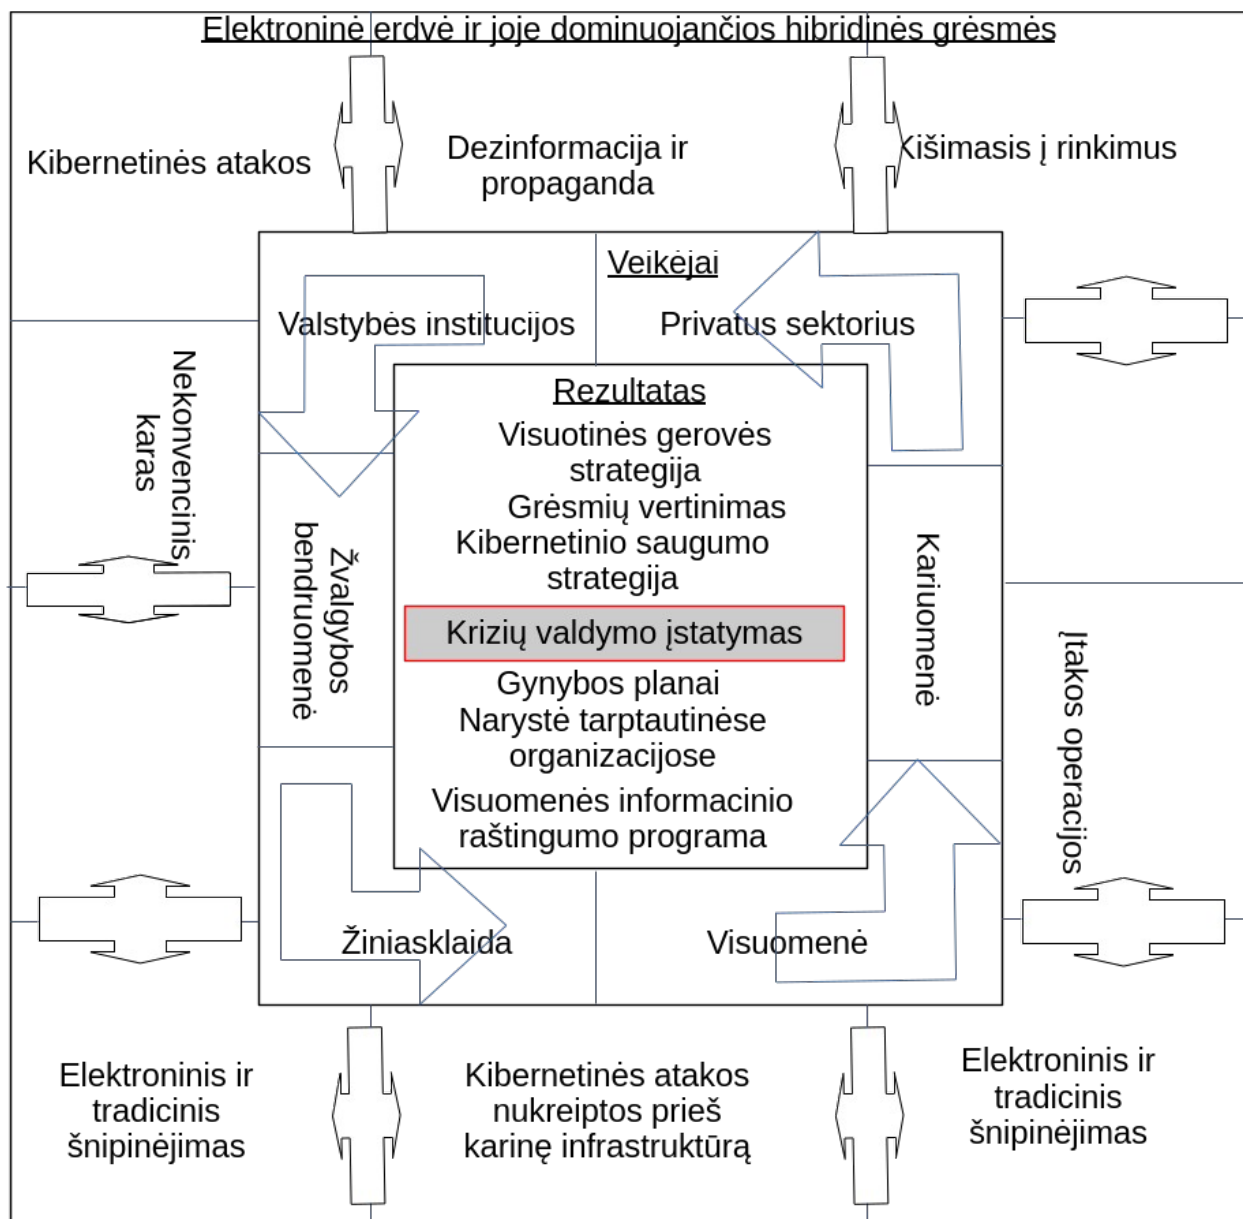 Elektroninė erdvė ir joje dominuojančios hibridinės grėsmės
Kibernetinės atakos
Dezinformacija ir
propaganda
Kišimasis į rinkimus
Veikėjai
Valstybės institucijos
Privatus sektorius
Nekonvencinis
karas
Žvalgybos
bendruomenė
Rezultatas
Visuotinės gerovės
strategija
Grėsmių vertinimas
Kibernetinio saugumo
strategija
Krizių valdymo įstatymas
Gynybos planai
Narystė tarptautinėse
organizacijose
Visuomenės informacinio
raštingumo programa
Kariuomenė
Įtakos operacijos
Žiniasklaida
Visuomenė
Elektroninis ir
tradicinis
šnipinėjimas
Kibernetinės atakos
nukreiptos prieš
karinę infrastruktūrą
Elektroninis ir
tradicinis
šnipinėjimas